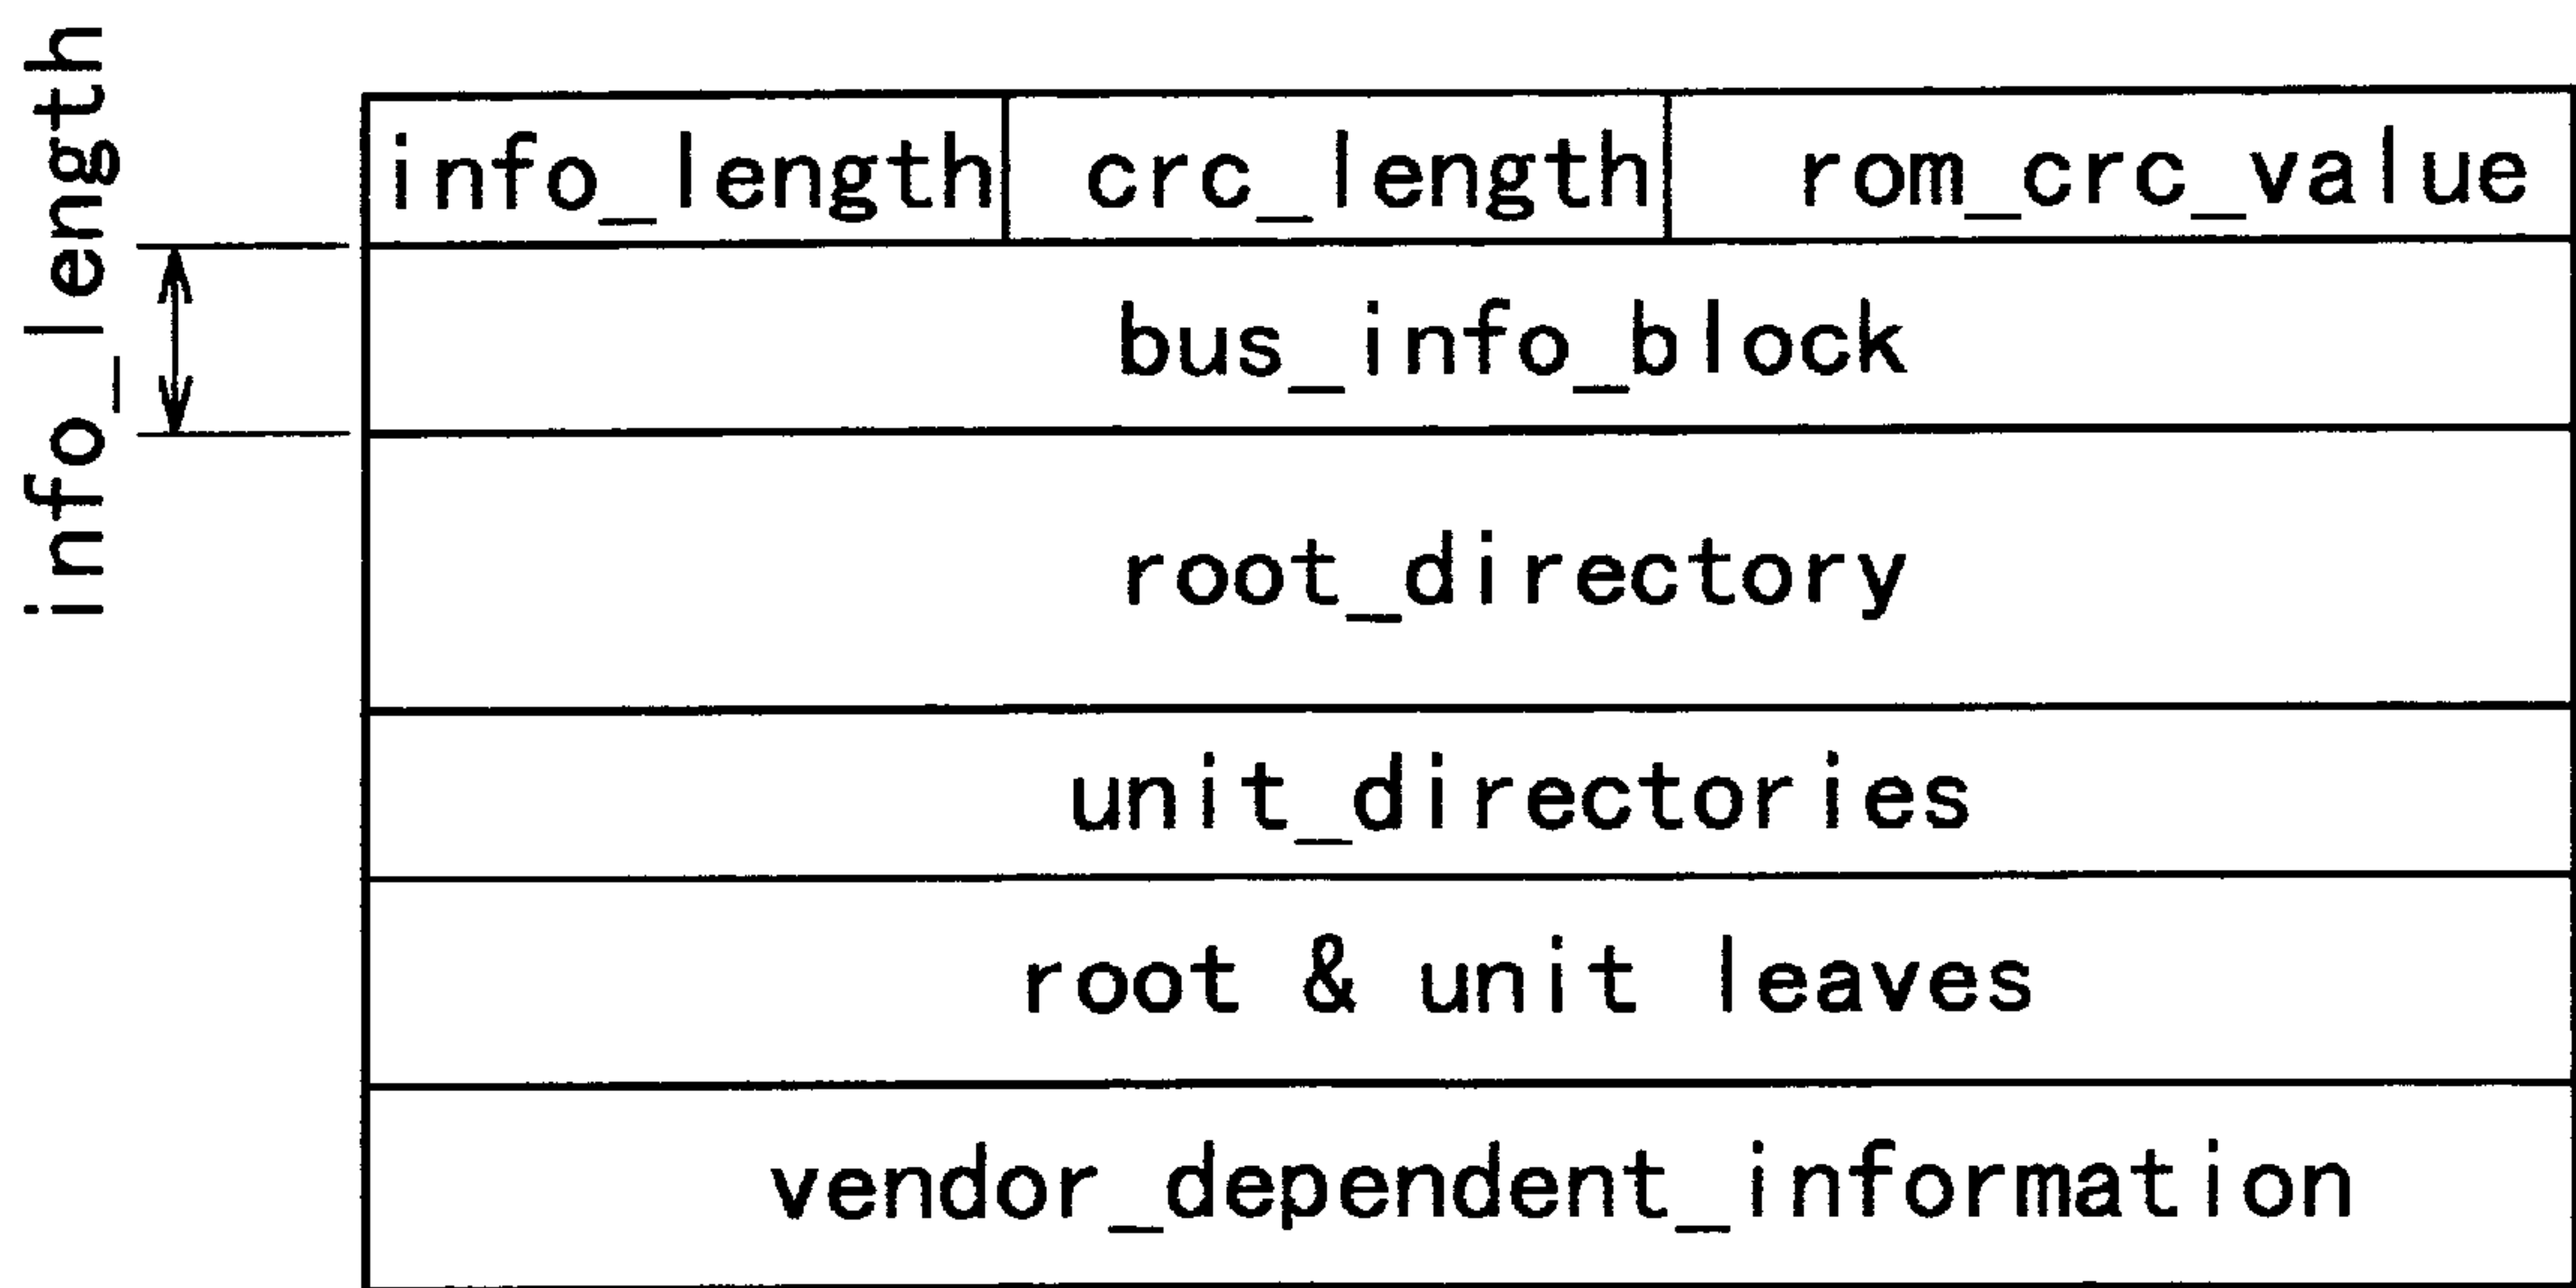 info_length
info_length crc_length rom_crc_value
bus_info_block
root_directory
unit_directories
root & unit leaves
vendor_dependent_information